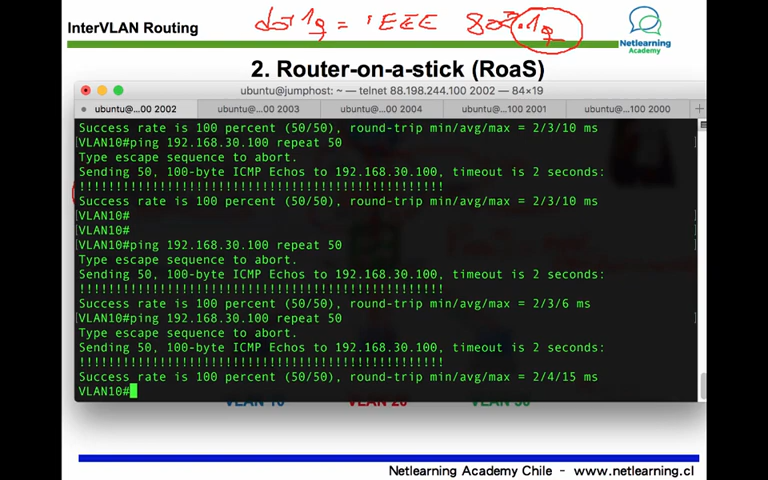 InterVLAN Routing
dot1q = IEEE 802.1q
Netlearning
Academy
2. Router-on-a-stick (RoaS)
ubuntu@jumphost: — telnet 88.198.244.100 2002 — 84×19
ubuntu@...00 2002
ubuntu@...00 2003
ubuntu@...00 2004
ubuntu@...100 2001
ubuntu@...100 2000
Success rate is 100 percent (50/50), round-trip min/avg/max = 2/3/10 ms
VLAN10#ping 192.168.30.100 repeat 50
Type escape sequence to abort.
Sending 50, 100-byte ICMP Echos to 192.168.30.100, timeout is 2 seconds:
!!!!!!!!!!!!!!!!!!!!!!!!!!!!!!!!!!!!!!!!!!!!!!!!!!
Success rate is 100 percent (50/50), round-trip min/avg/max = 2/3/10 ms
VLAN10#
VLAN10#
VLAN10#ping 192.168.30.100 repeat 50
Type escape sequence to abort.
Sending 50, 100-byte ICMP Echos to 192.168.30.100, timeout is 2 seconds:
!!!!!!!!!!!!!!!!!!!!!!!!!!!!!!!!!!!!!!!!!!!!!!!!!!
Success rate is 100 percent (50/50), round-trip min/avg/max = 2/3/6 ms
VLAN10#ping 192.168.30.100 repeat 50
Type escape sequence to abort.
Sending 50, 100-byte ICMP Echos to 192.168.30.100, timeout is 2 seconds:
!!!!!!!!!!!!!!!!!!!!!!!!!!!!!!!!!!!!!!!!!!!!!!!!!!
Success rate is 100 percent (50/50), round-trip min/avg/max = 2/4/15 ms
VLAN10#
VLAN 10 VLAN 20 VLAN 30
Netlearning Academy Chile - www.netlearning.cl